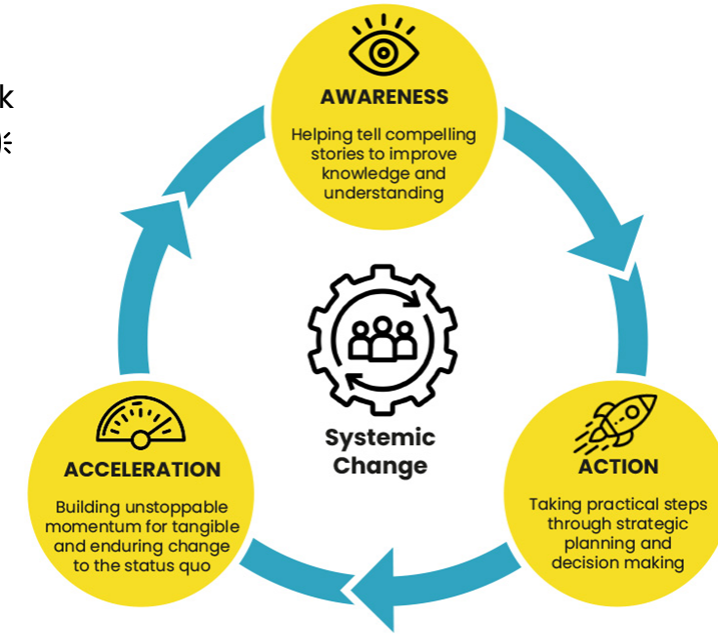 k
AWARENESS
Helping tell compelling
stories to improve
knowledge and
understanding
Systemic
Change
ACCELERATION
Building unstoppable
momentum for tangible
and enduring change
to the status quo
ACTION
Taking practical steps
through strategic
planning and
decision making